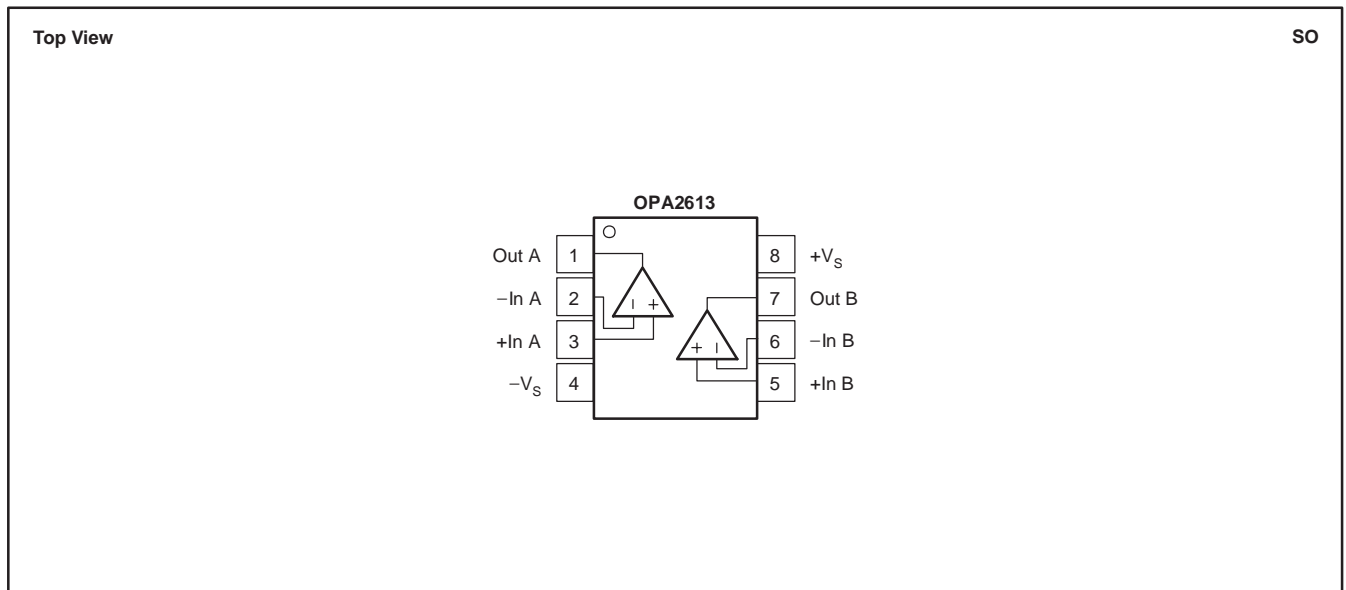 Top View
SO
OPA2613
Out A 1
−In A 2
+In A 3
−VS 4
8 +VS
7 Out B
6 −In B
5 +In B
− +
+ −